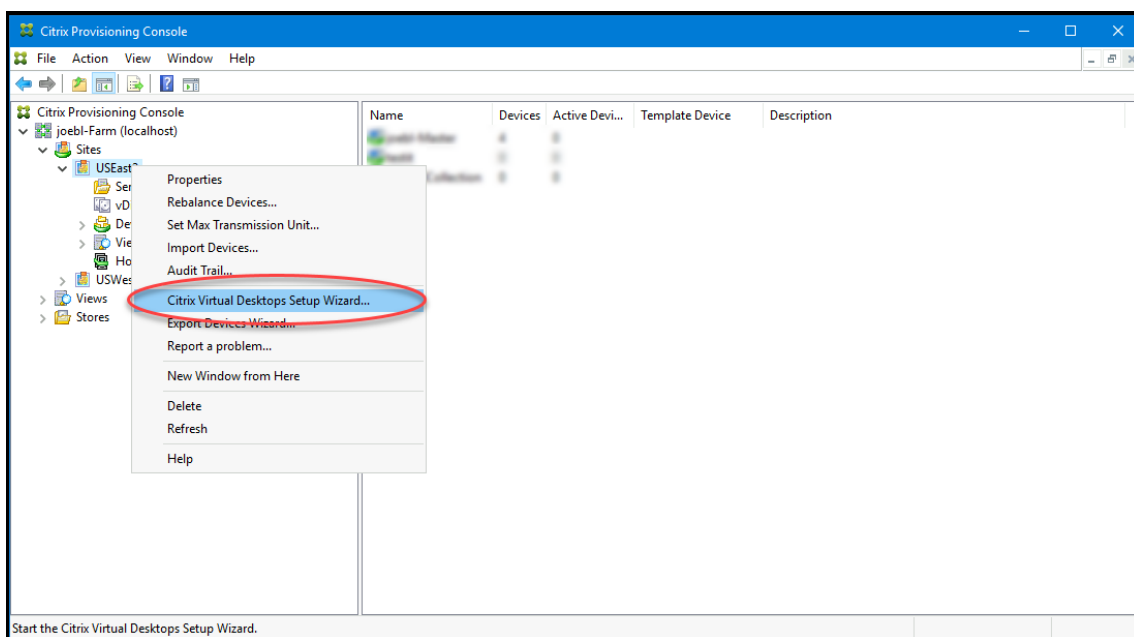 Citrix Provisioning Console
File Action View Window Help
Citrix Provisioning Console
joebl-Farm (localhost)
Sites
USEast2
Ser
vD
De
Vie
Ho
USWes
Views
Stores
Properties
Rebalance Devices...
Set Max Transmission Unit...
Import Devices...
Audit Trail...
Citrix Virtual Desktops Setup Wizard...
Export Devices Wizard...
Report a problem...
New Window from Here
Delete
Refresh
Help
Name Devices Active Devi... Template Device Description
Start the Citrix Virtual Desktops Setup Wizard.